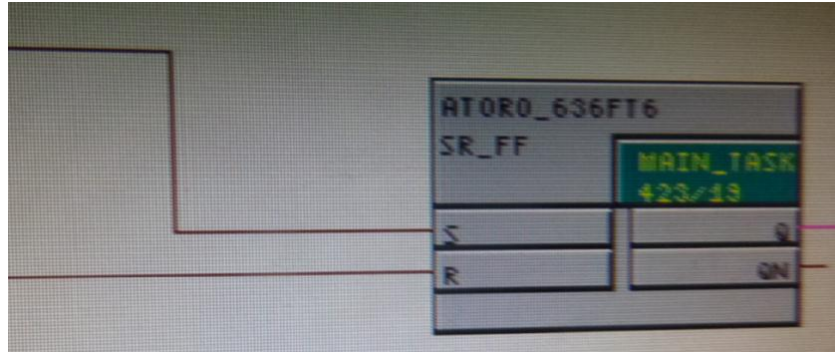 ATORO_636FT6
SR_FF
MAIN_TASK
423/19
S
Q
R
QN